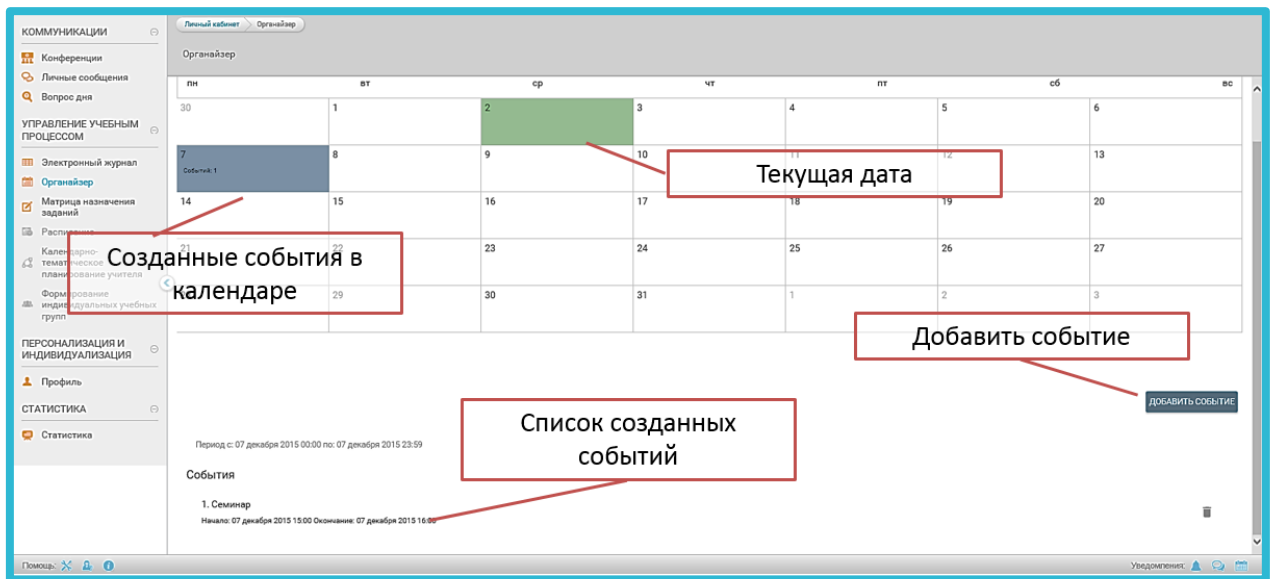 КОММУНИКАЦИИ
Конференции
Личные сообщения
Вопрос дня
УПРАВЛЕНИЕ УЧЕБНЫМ
ПРОЦЕССОМ
Электронный журнал
Органайзер
Матрица назначения
заданий
Расписание
Календарно-
тематическое
планирование учителя
Формирование
индивидуальных учебных
групп
ПЕРСОНАЛИЗАЦИЯ И
ИНДИВИДУАЛИЗАЦИЯ
Профиль
СТАТИСТИКА
Статистика
Личный кабинет Органайзер
Органайзер
пн вт ср чт пт сб вс
30 1 2 3 4 5 6
7 8 9 10 11 12 13
Событий: 1
Текущая дата
14 15 16 17 18 19 20
21 22 23 24 25 26 27
Созданные события в
календаре
29 30 31 1 2 3
Добавить событие
ДОБАВИТЬ СОБЫТИЕ
Список созданных
событий
Период с: 07 декабря 2015 00:00 по: 07 декабря 2015 23:59
События
1. Семинар
Начало: 07 декабря 2015 15:00 Окончание: 07 декабря 2015 16:00
Помощь:
Уведомления: